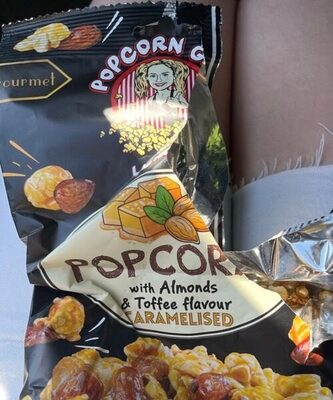 POPCORN G
ourmet
POPCOR
with Almonds
& Toffee flavour
CARAMELISED